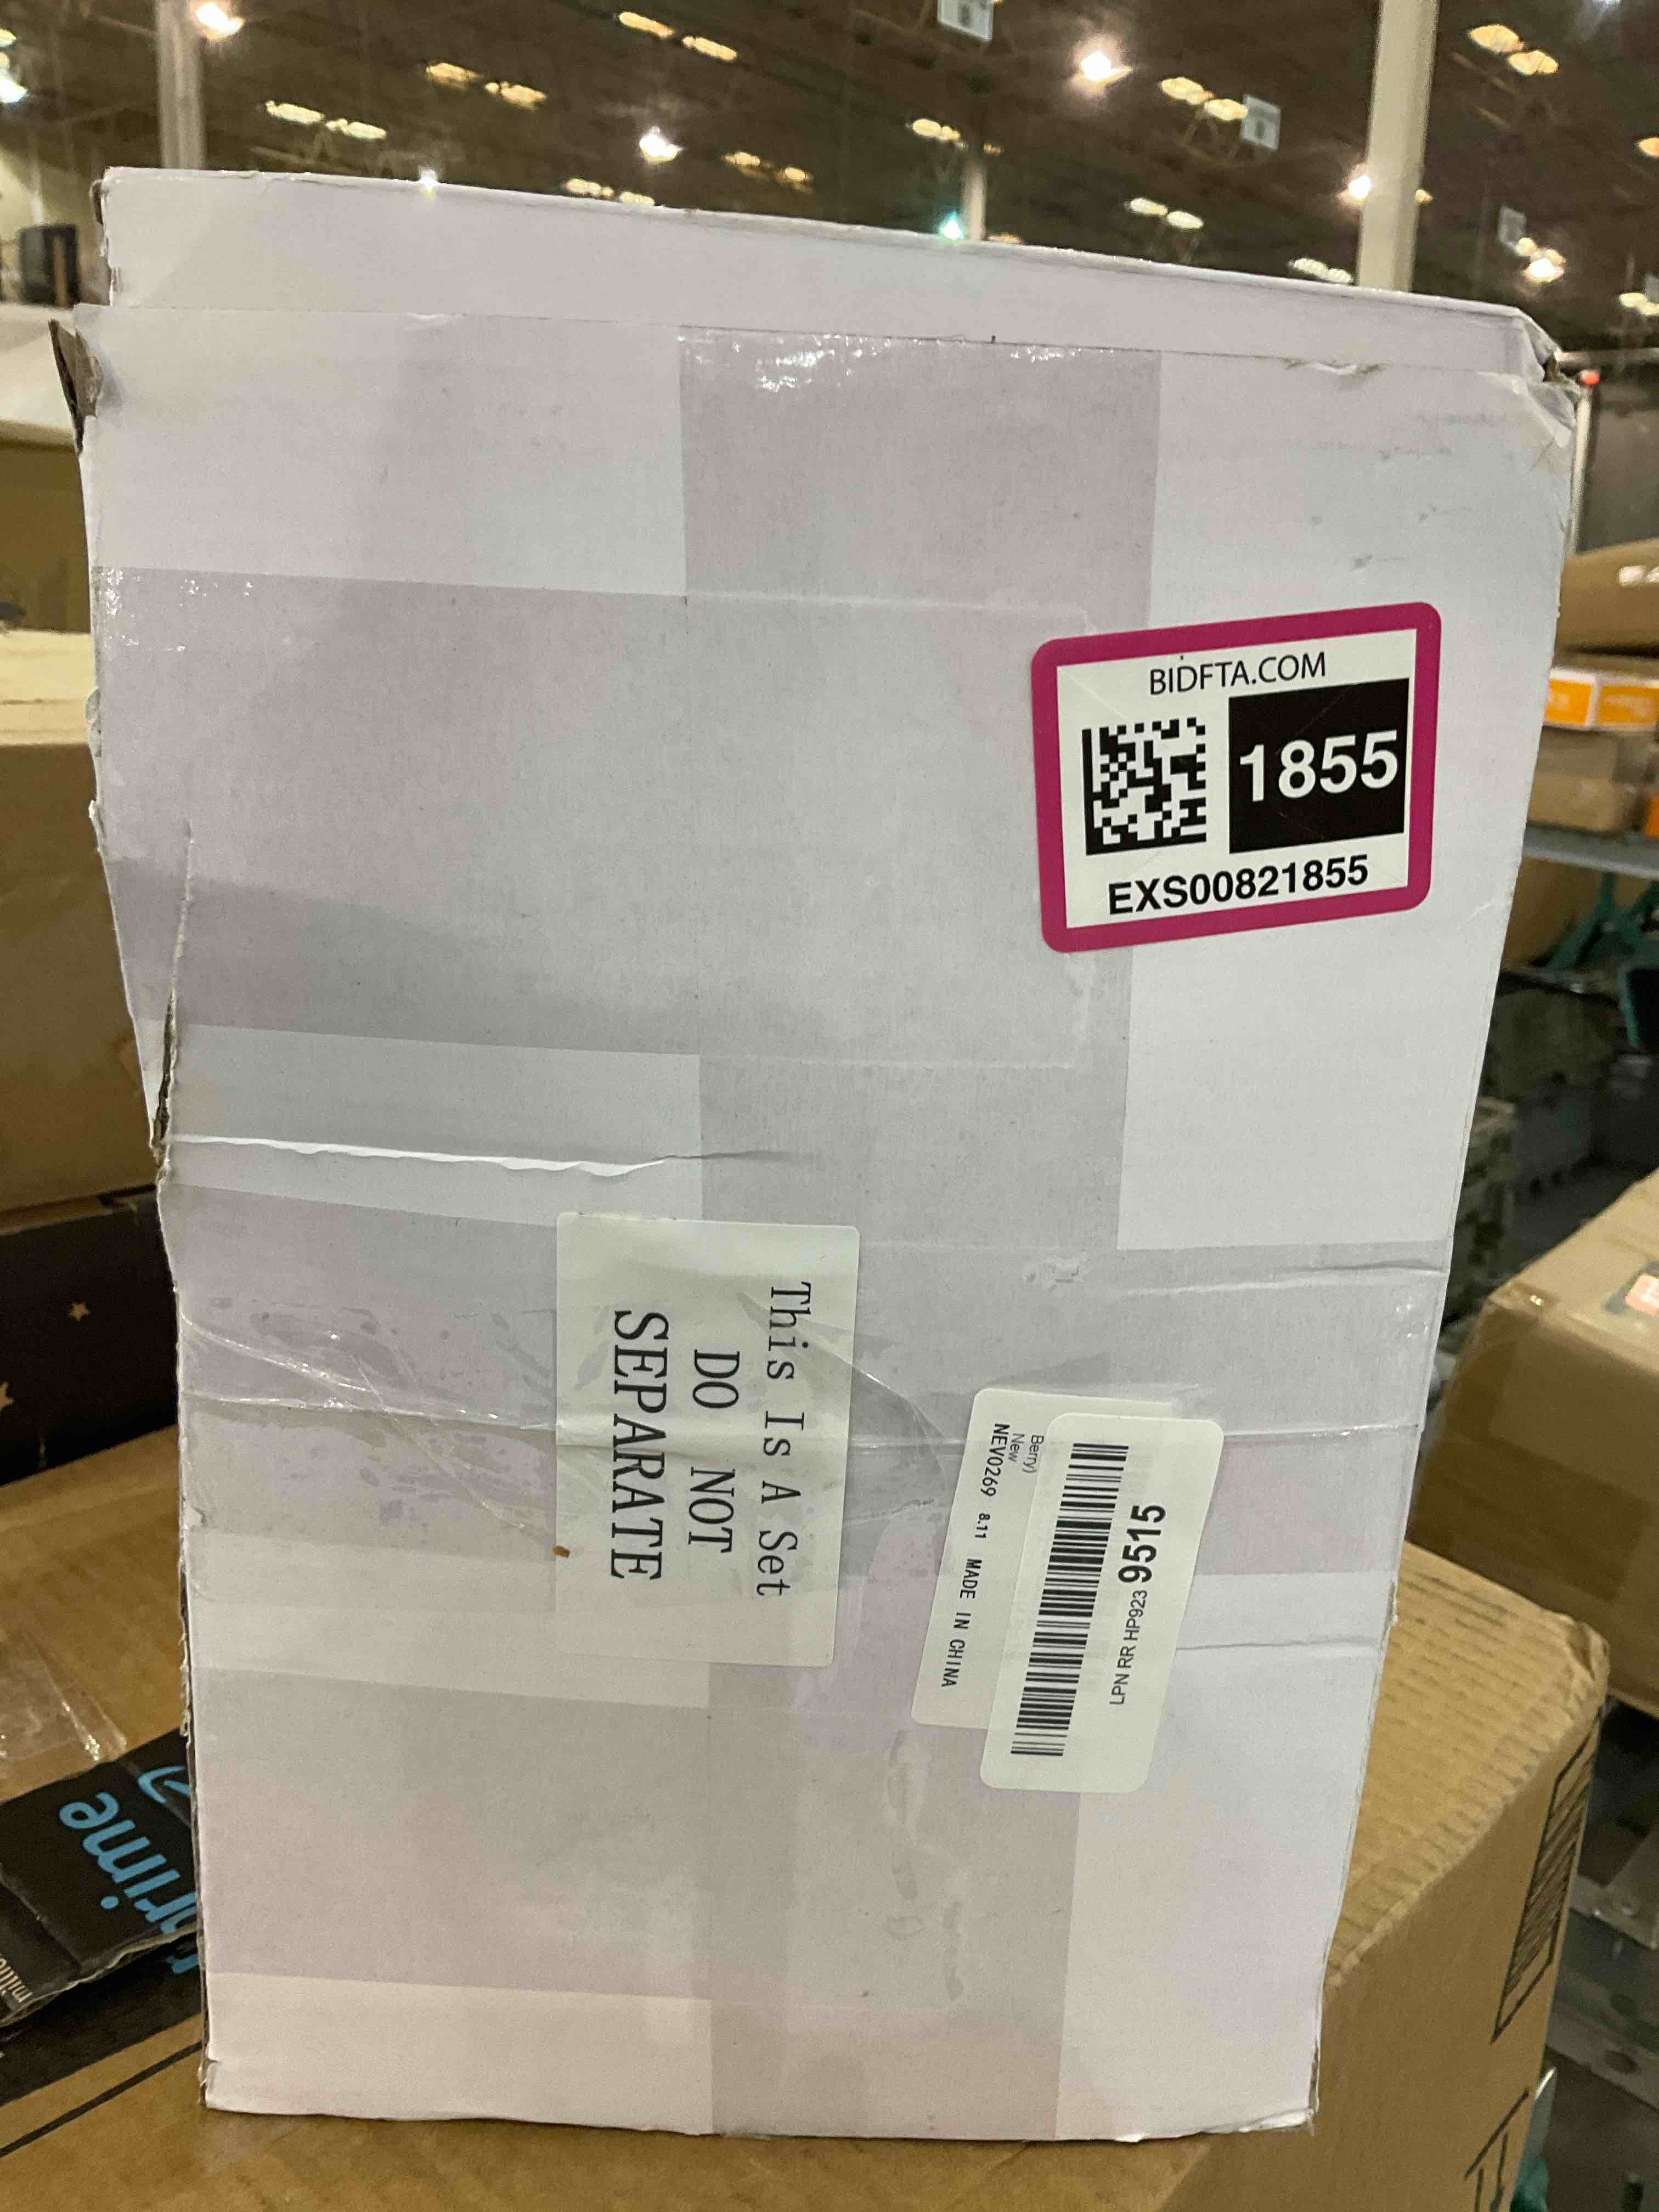 BIDFTA.COM
1855
EXS00821855
This Is A Set
DO NOT
SEPARATE
Berry)
New
NEV0269 8.11 MADE IN CHINA
LPN RR HP923 9515
prime